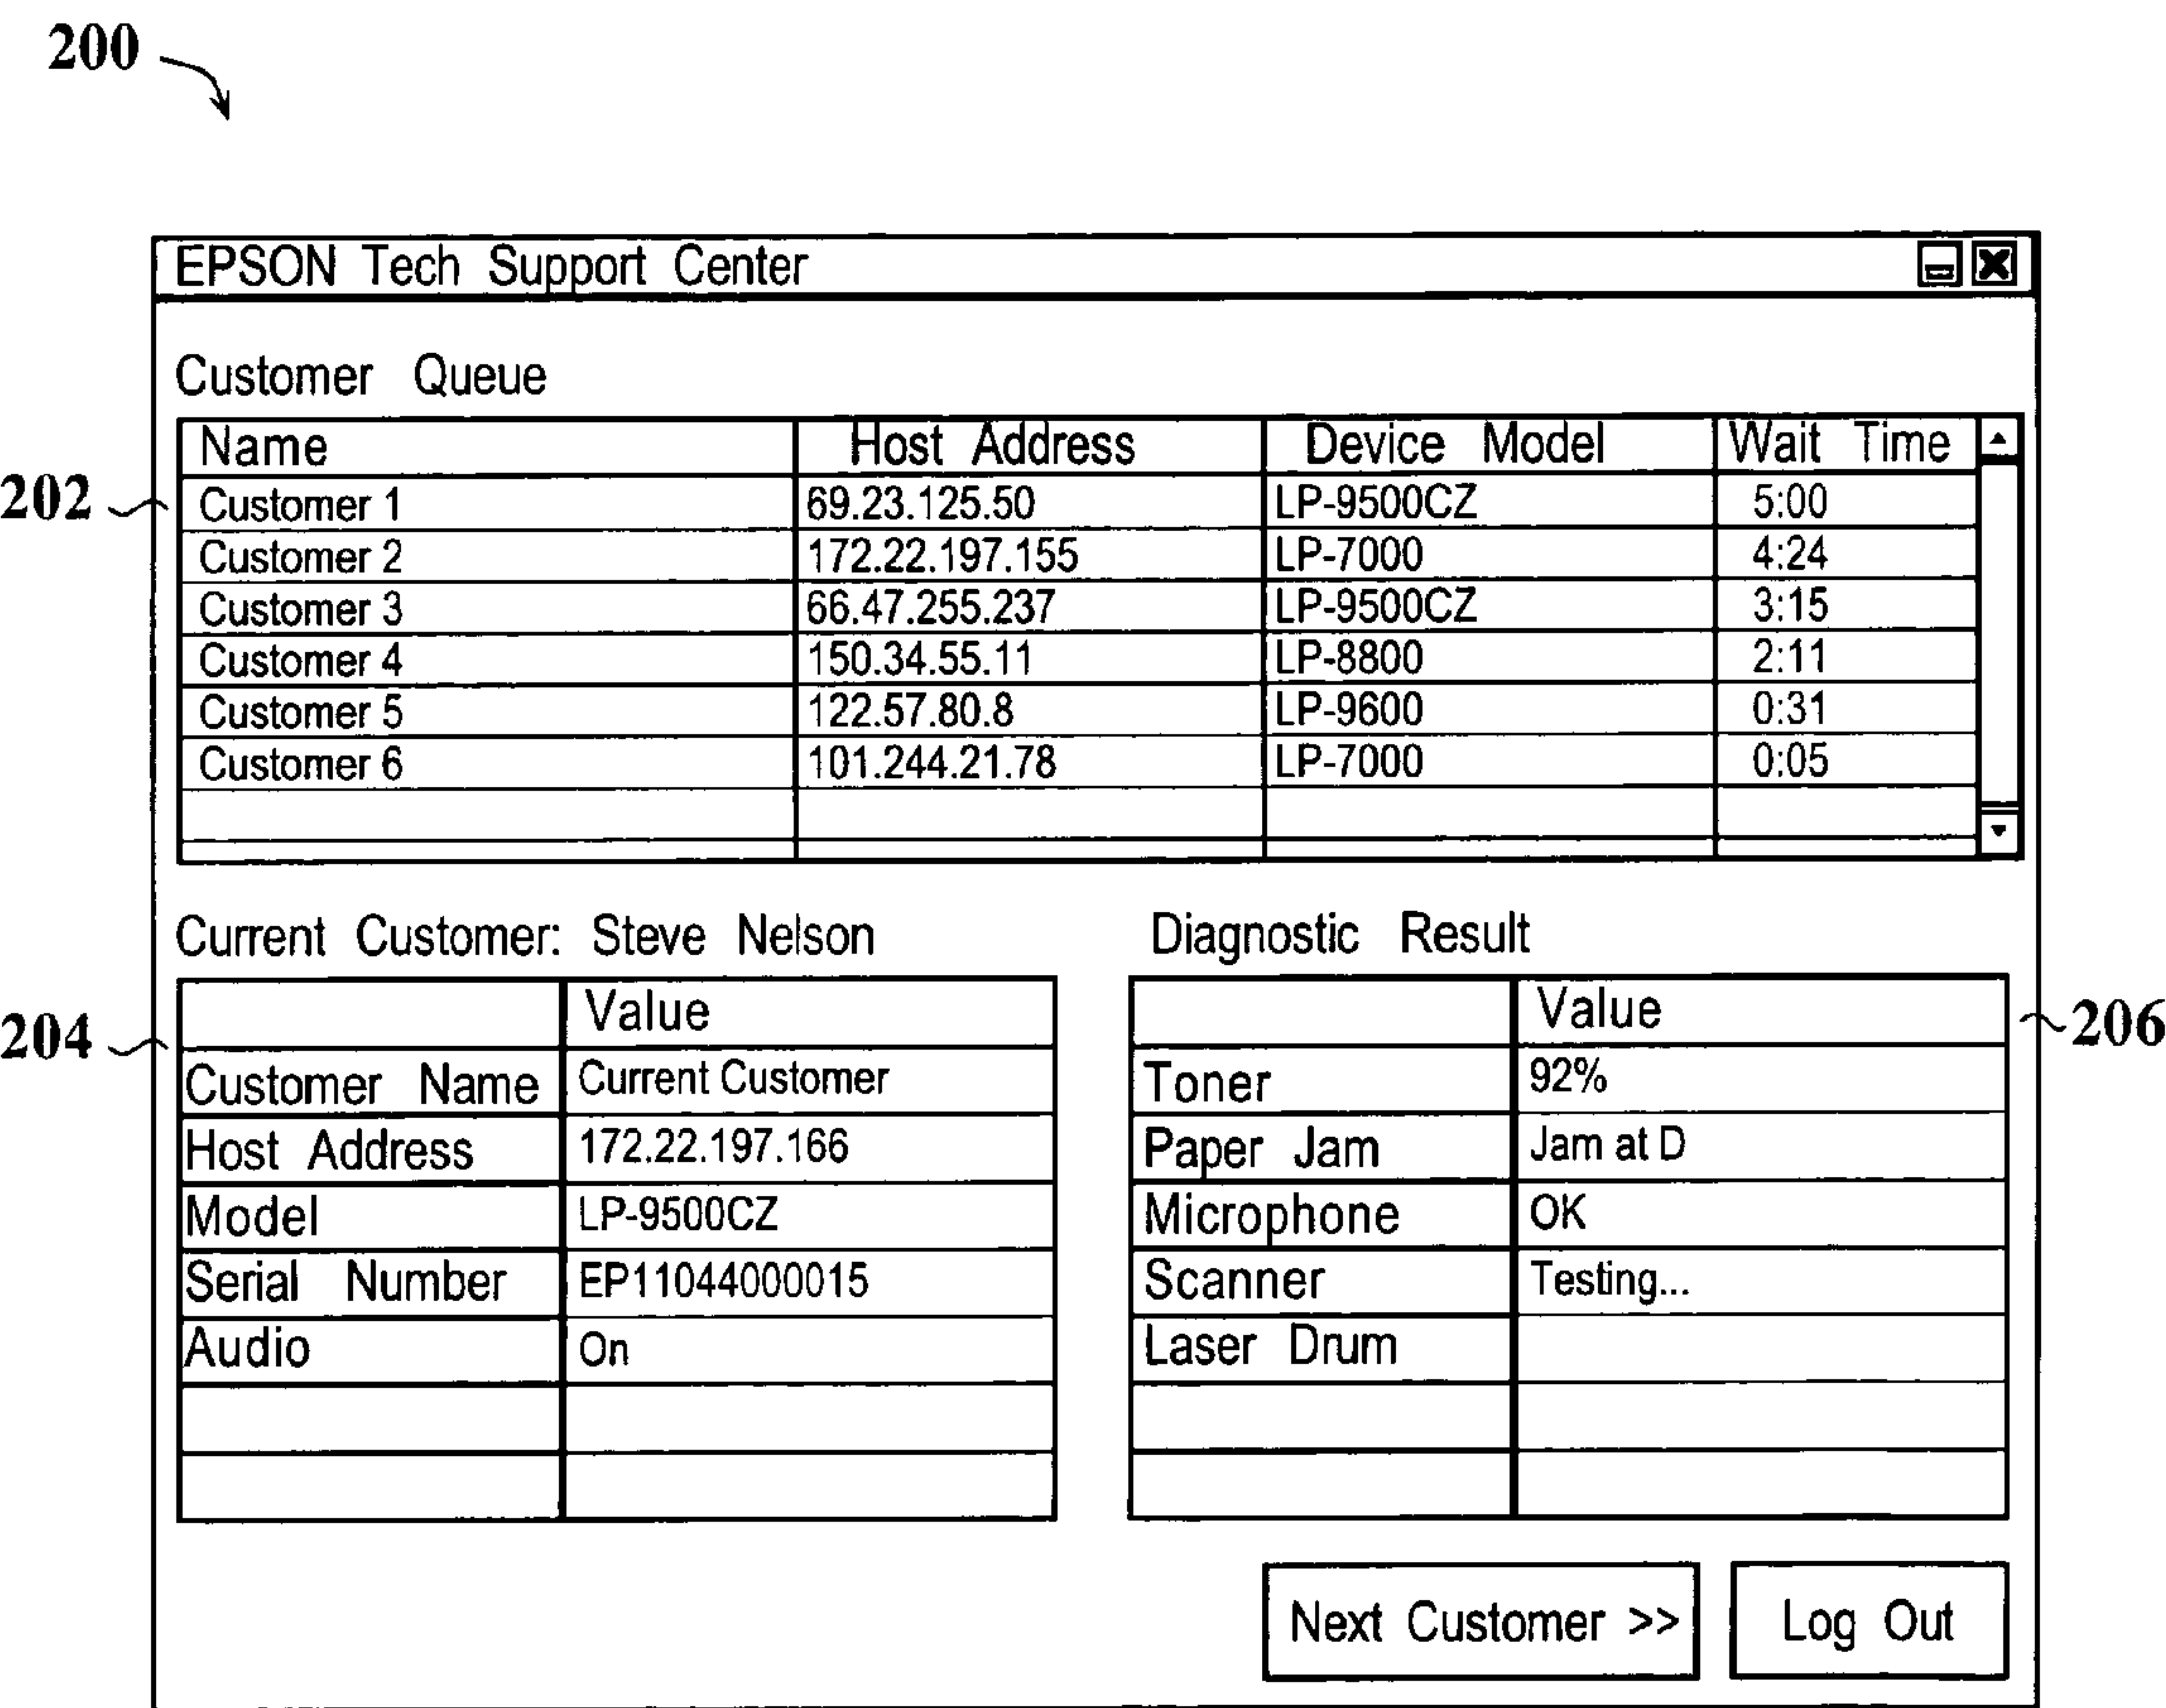 200
EPSON Tech Support Center
Customer Queue
Name Host Address Device Model Wait Time
202
Customer 1 69.23.125.50 LP-9500CZ 5:00
Customer 2 172.22.197.155 LP-7000 4:24
Customer 3 66.47.255.237 LP-9500CZ 3:15
Customer 4 150.34.55.11 LP-8800 2:11
Customer 5 122.57.80.8 LP-9600 0:31
Customer 6 101.244.21.78 LP-7000 0:05
Current Customer: Steve Nelson Diagnostic Result
Value Value
204 206
Customer Name Current Customer Toner 92%
Host Address 172.22.197.166 Paper Jam Jam at D
Model LP-9500CZ Microphone OK
Serial Number EP11044000015 Scanner Testing...
Audio On Laser Drum
Next Customer >> Log Out